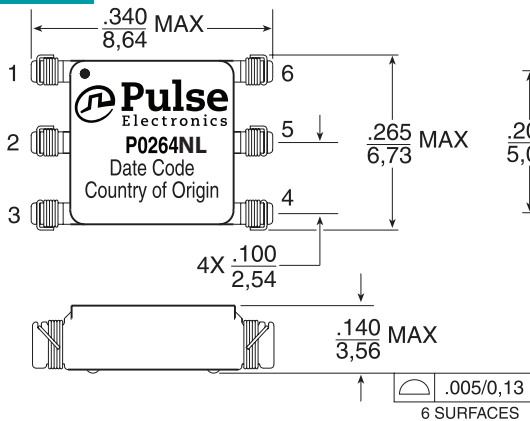 .340
8,64 MAX
1
6
Pulse
Electronics
2
5
P0264NL
Date Code
Country of Origin
3
4
.265
6,73 MAX
4X .100
2,54
.140
3,56 MAX
.005/0,13
6 SURFACES